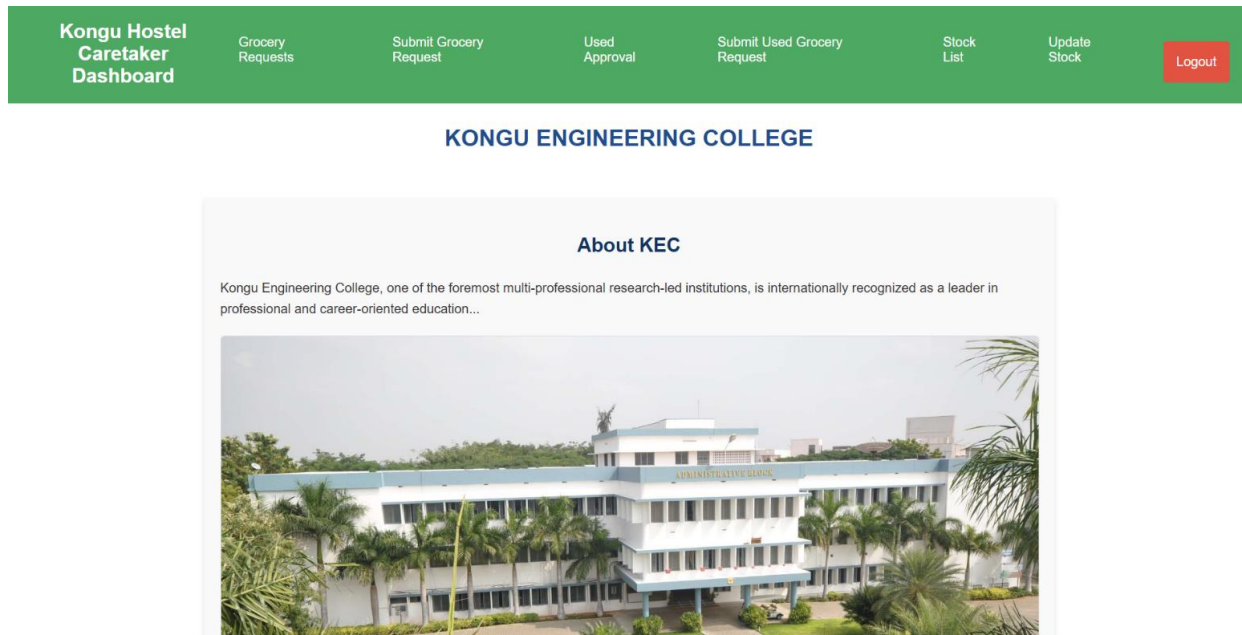 Kongu Hostel
Caretaker
Dashboard
Grocery
Requests
Submit Grocery
Request
Used
Approval
Submit Used Grocery
Request
Stock
List
Update
Stock
Logout
KONGU ENGINEERING COLLEGE
About KEC
Kongu Engineering College, one of the foremost multi-professional research-led institutions, is internationally recognized as a leader in
professional and career-oriented education...
ADMINISTRATIVE BLOCK